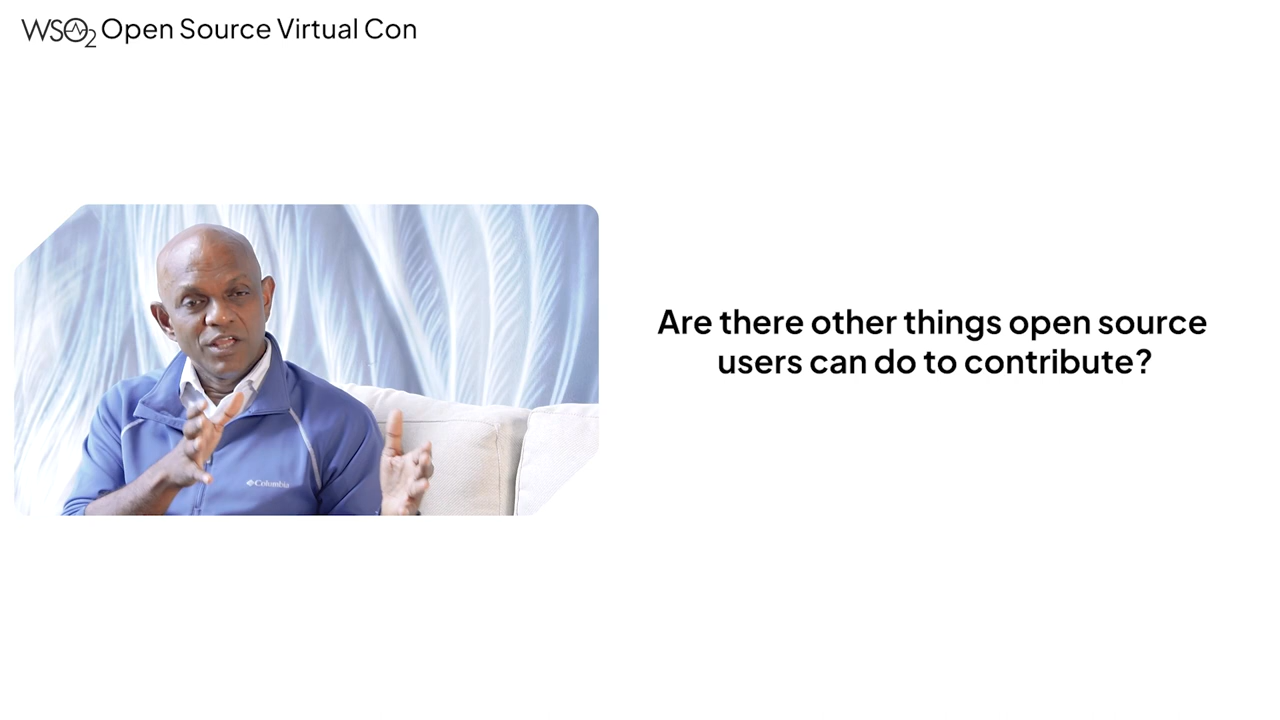 WSO2 Open Source Virtual Con
Are there other things open source
users can do to contribute?
Columbia